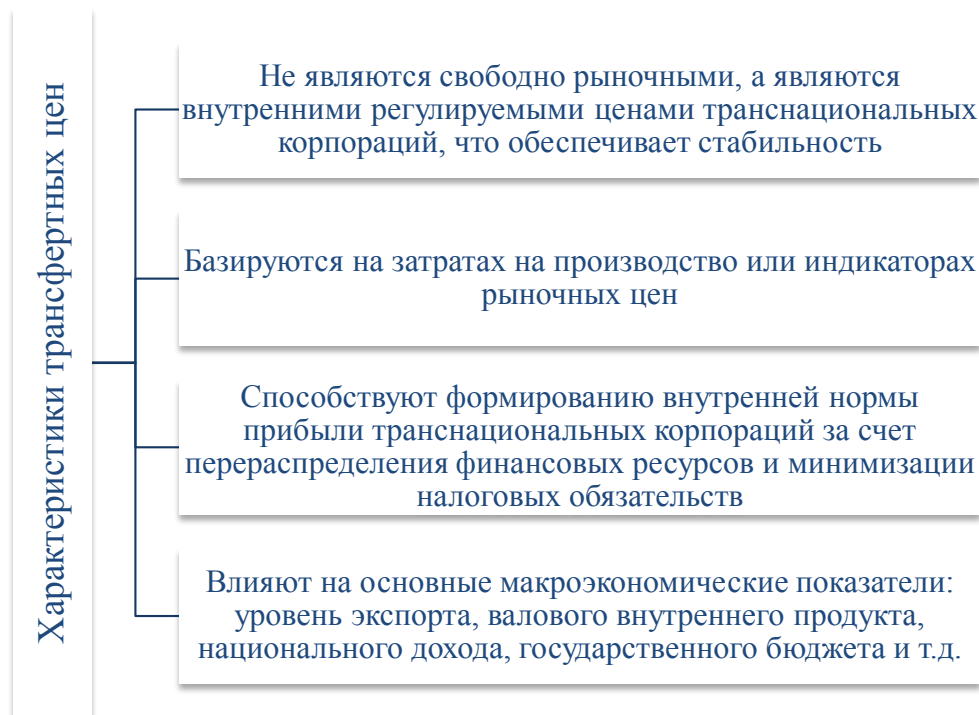 Характеристики трансфертных цен
Не являются свободно рыночными, а являются
внутренними регулируемыми ценами транснациональных
корпораций, что обеспечивает стабильность
Базируются на затратах на производство или индикаторах
рыночных цен
Способствуют формированию внутренней нормы
прибыли транснациональных корпораций за счет
перераспределения финансовых ресурсов и минимизации
налоговых обязательств
Влияют на основные макроэкономические показатели:
уровень экспорта, валового внутреннего продукта,
национального дохода, государственного бюджета и т.д.